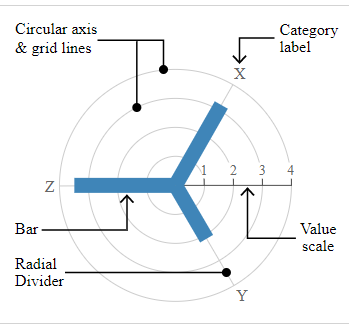 Circular axis
& grid lines
Category
label
X
Z
1 2 3 4
Bar
Value
scale
Radial
Divider
Y